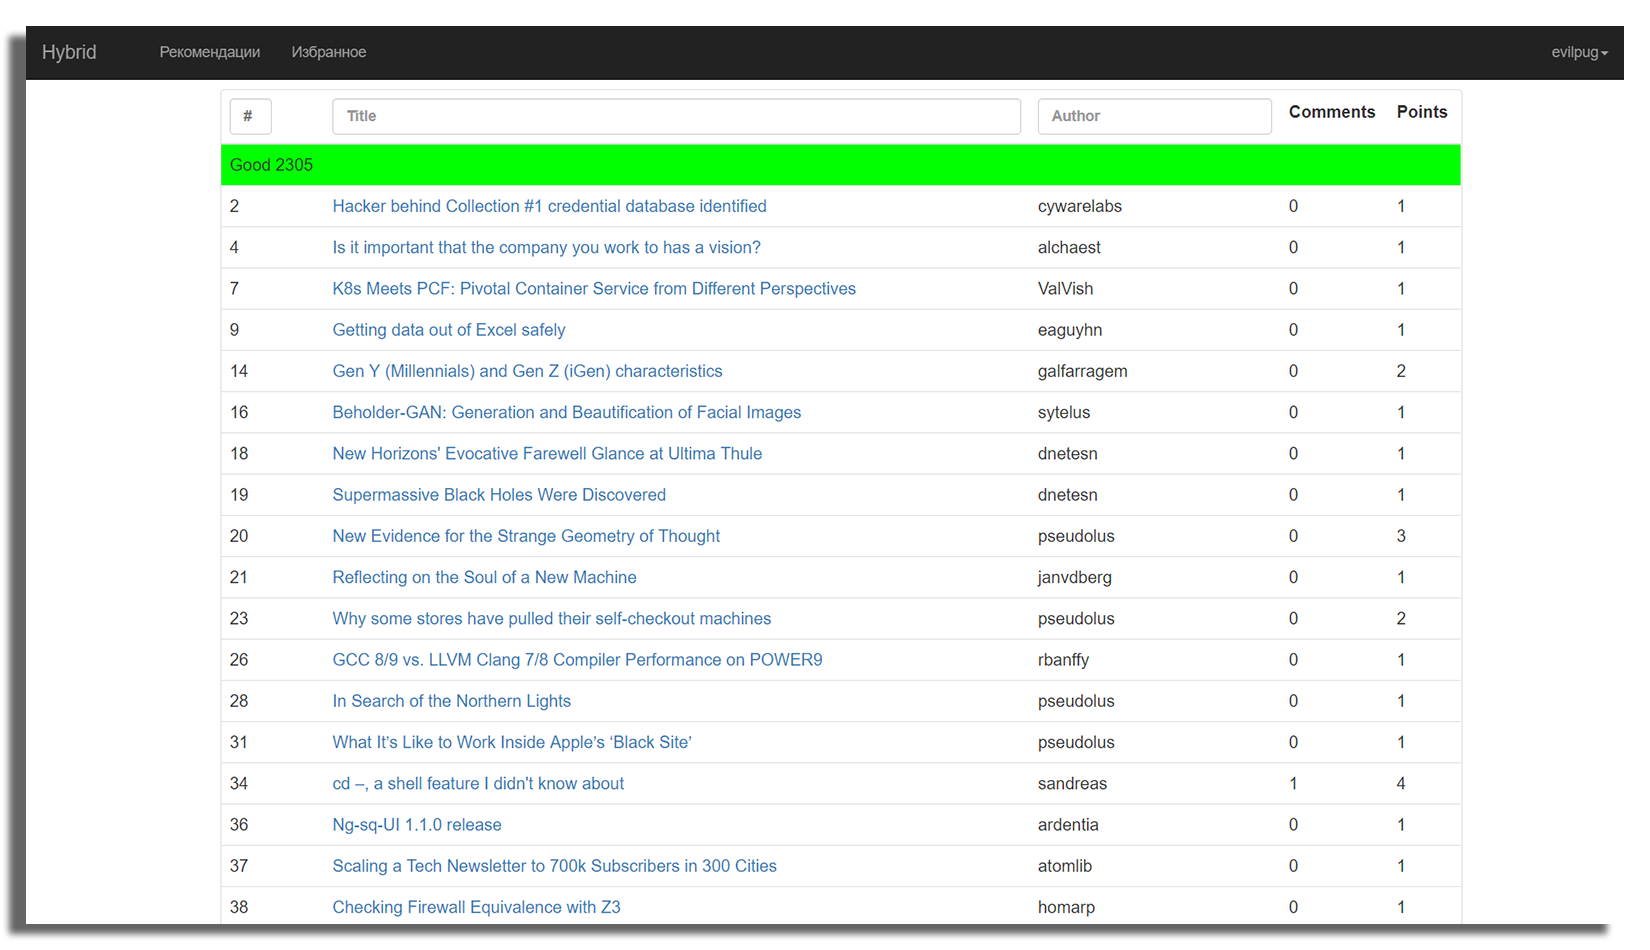 Hybrid Рекомендации Избранное evilpug
# Title Author Comments Points
Good 2305
2 Hacker behind Collection #1 credential database identified cywarelabs 0 1
4 Is it important that the company you work to has a vision? alchaest 0 1
7 K8s Meets PCF: Pivotal Container Service from Different Perspectives ValVish 0 1
9 Getting data out of Excel safely eaguyhn 0 1
14 Gen Y (Millennials) and Gen Z (iGen) characteristics galfarragem 0 2
16 Beholder-GAN: Generation and Beautification of Facial Images sytelus 0 1
18 New Horizons' Evocative Farewell Glance at Ultima Thule dnetesn 0 1
19 Supermassive Black Holes Were Discovered dnetesn 0 1
20 New Evidence for the Strange Geometry of Thought pseudolus 0 3
21 Reflecting on the Soul of a New Machine janvdberg 0 1
23 Why some stores have pulled their self-checkout machines pseudolus 0 2
26 GCC 8/9 vs. LLVM Clang 7/8 Compiler Performance on POWER9 rbanffy 0 1
28 In Search of the Northern Lights pseudolus 0 1
31 What It’s Like to Work Inside Apple’s ‘Black Site’ pseudolus 0 1
34 cd –, a shell feature I didn't know about sandreas 1 4
36 Ng-sq-UI 1.1.0 release ardentia 0 1
37 Scaling a Tech Newsletter to 700k Subscribers in 300 Cities atomlib 0 1
38 Checking Firewall Equivalence with Z3 homarp 0 1